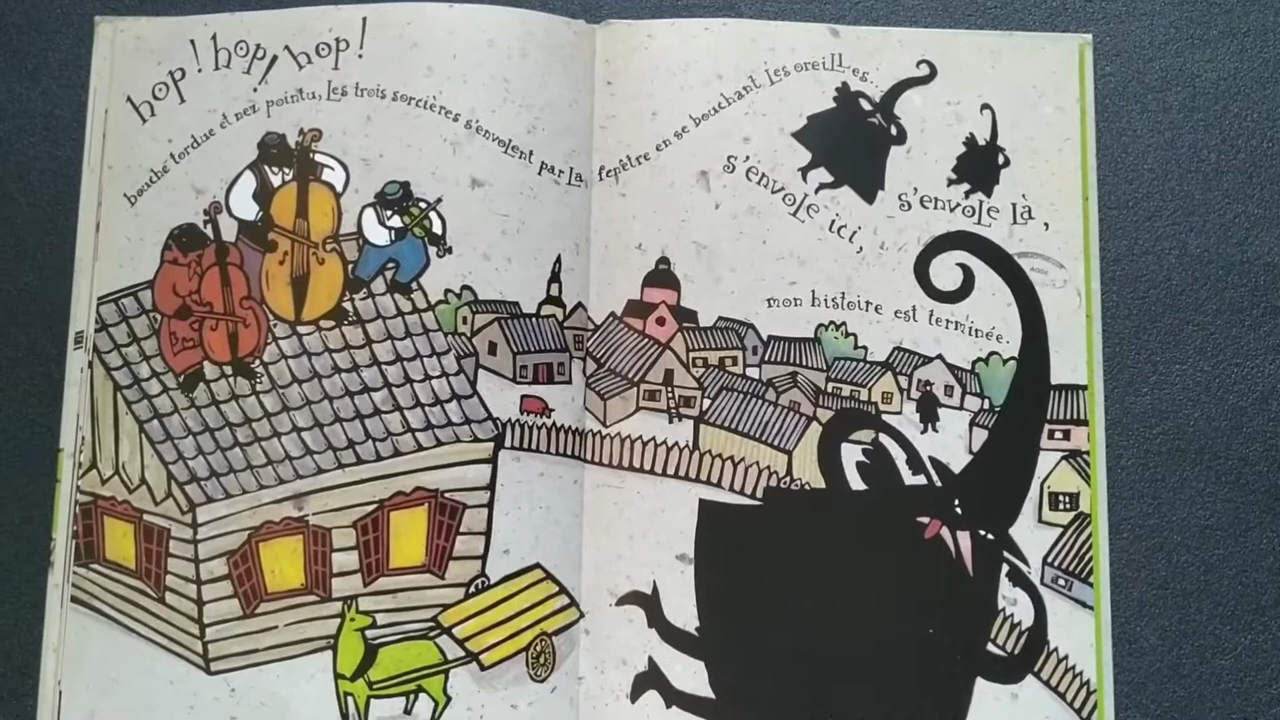 hop! hop! hop!
bouche tordue et nez pointu, les trois sorcières s'envolent par la fenêtre en se bouchant les oreilles.
s'envole ici,
s'envole là,
mon histoire est terminée.
BIBLIOTHEQUE